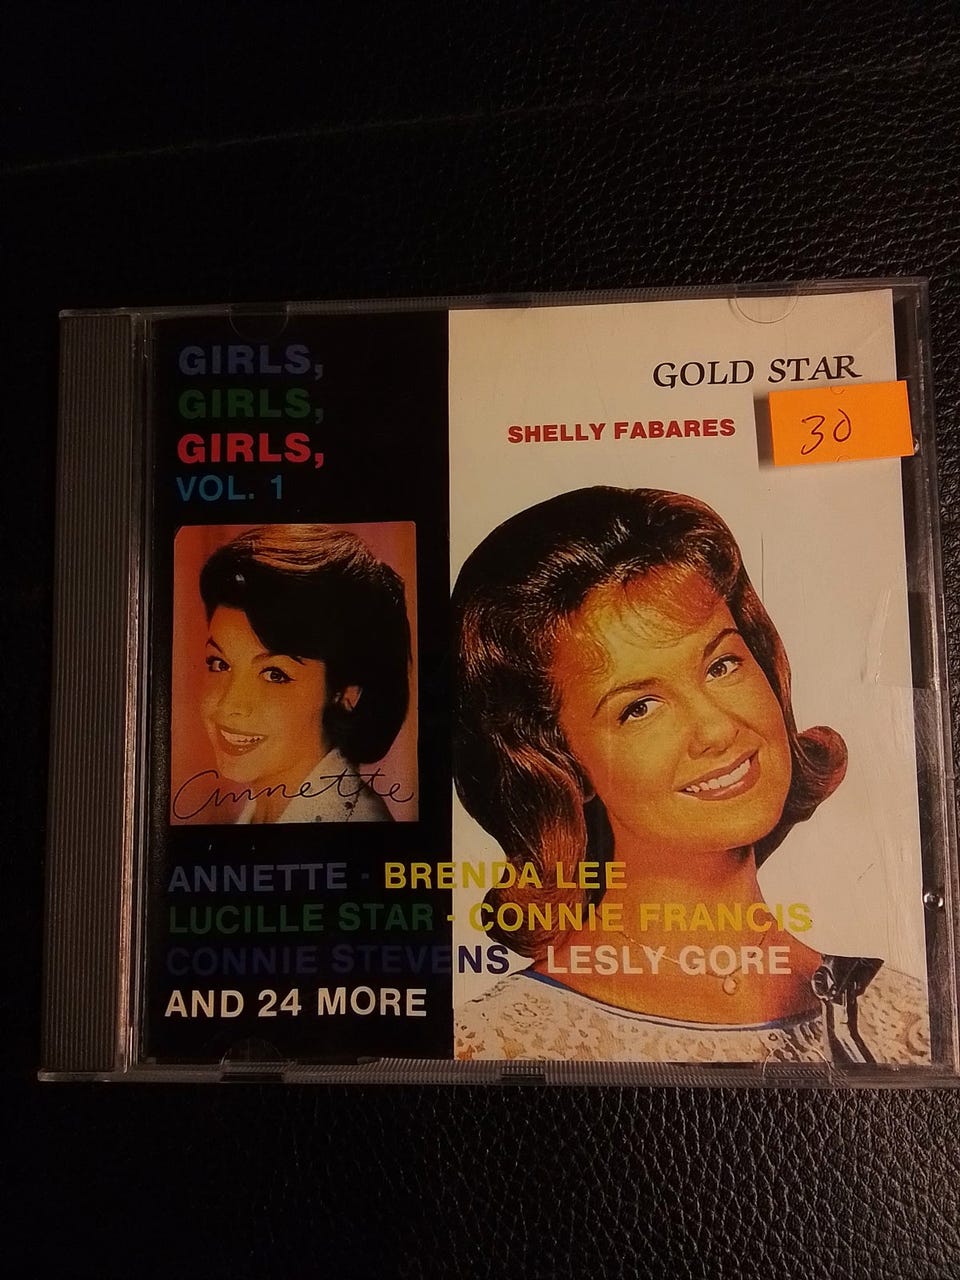 GIRLS,
GIRLS,
GIRLS,
VOL. 1
GOLD STAR
SHELLY FABARES
30
Annette
ANNETTE - BRENDA LEE
LUCILLE STAR - CONNIE FRANCIS
CONNIE STEVENS LESLY GORE
AND 24 MORE